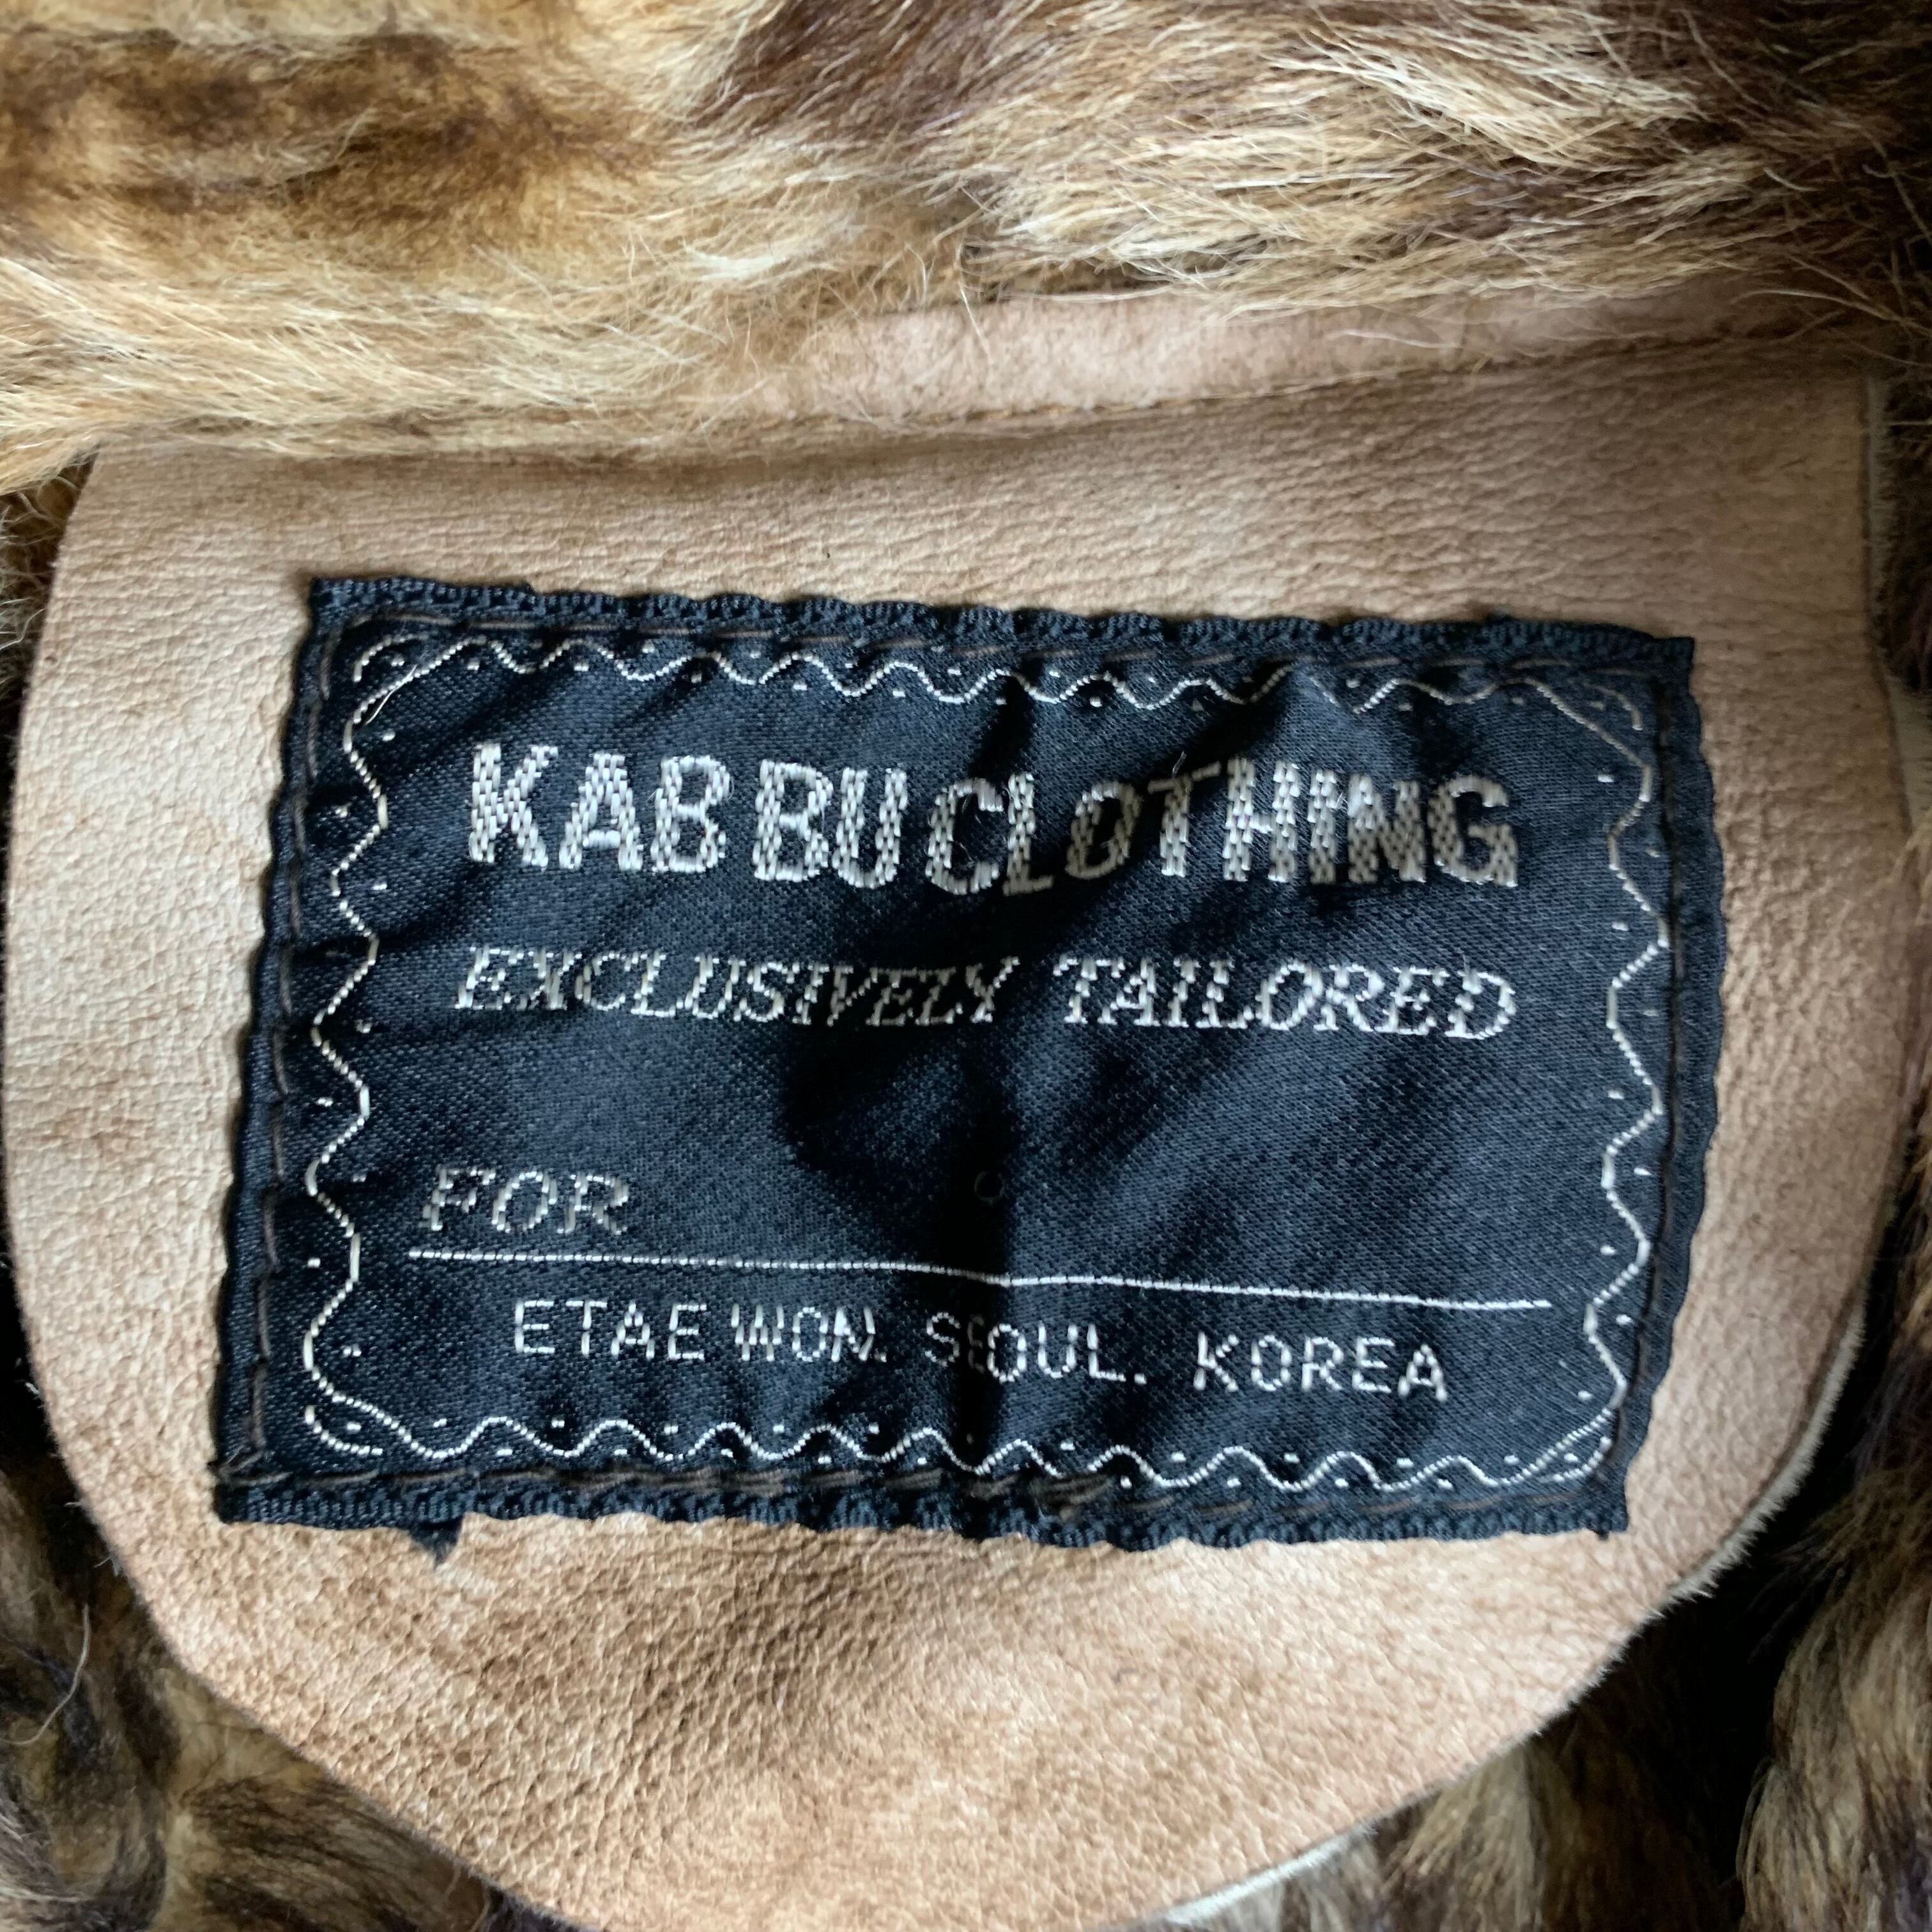 KAB BU CLOTHING
EXCLUSIVELY TAILORED
FOR
ETAE WON. SEOUL. KOREA